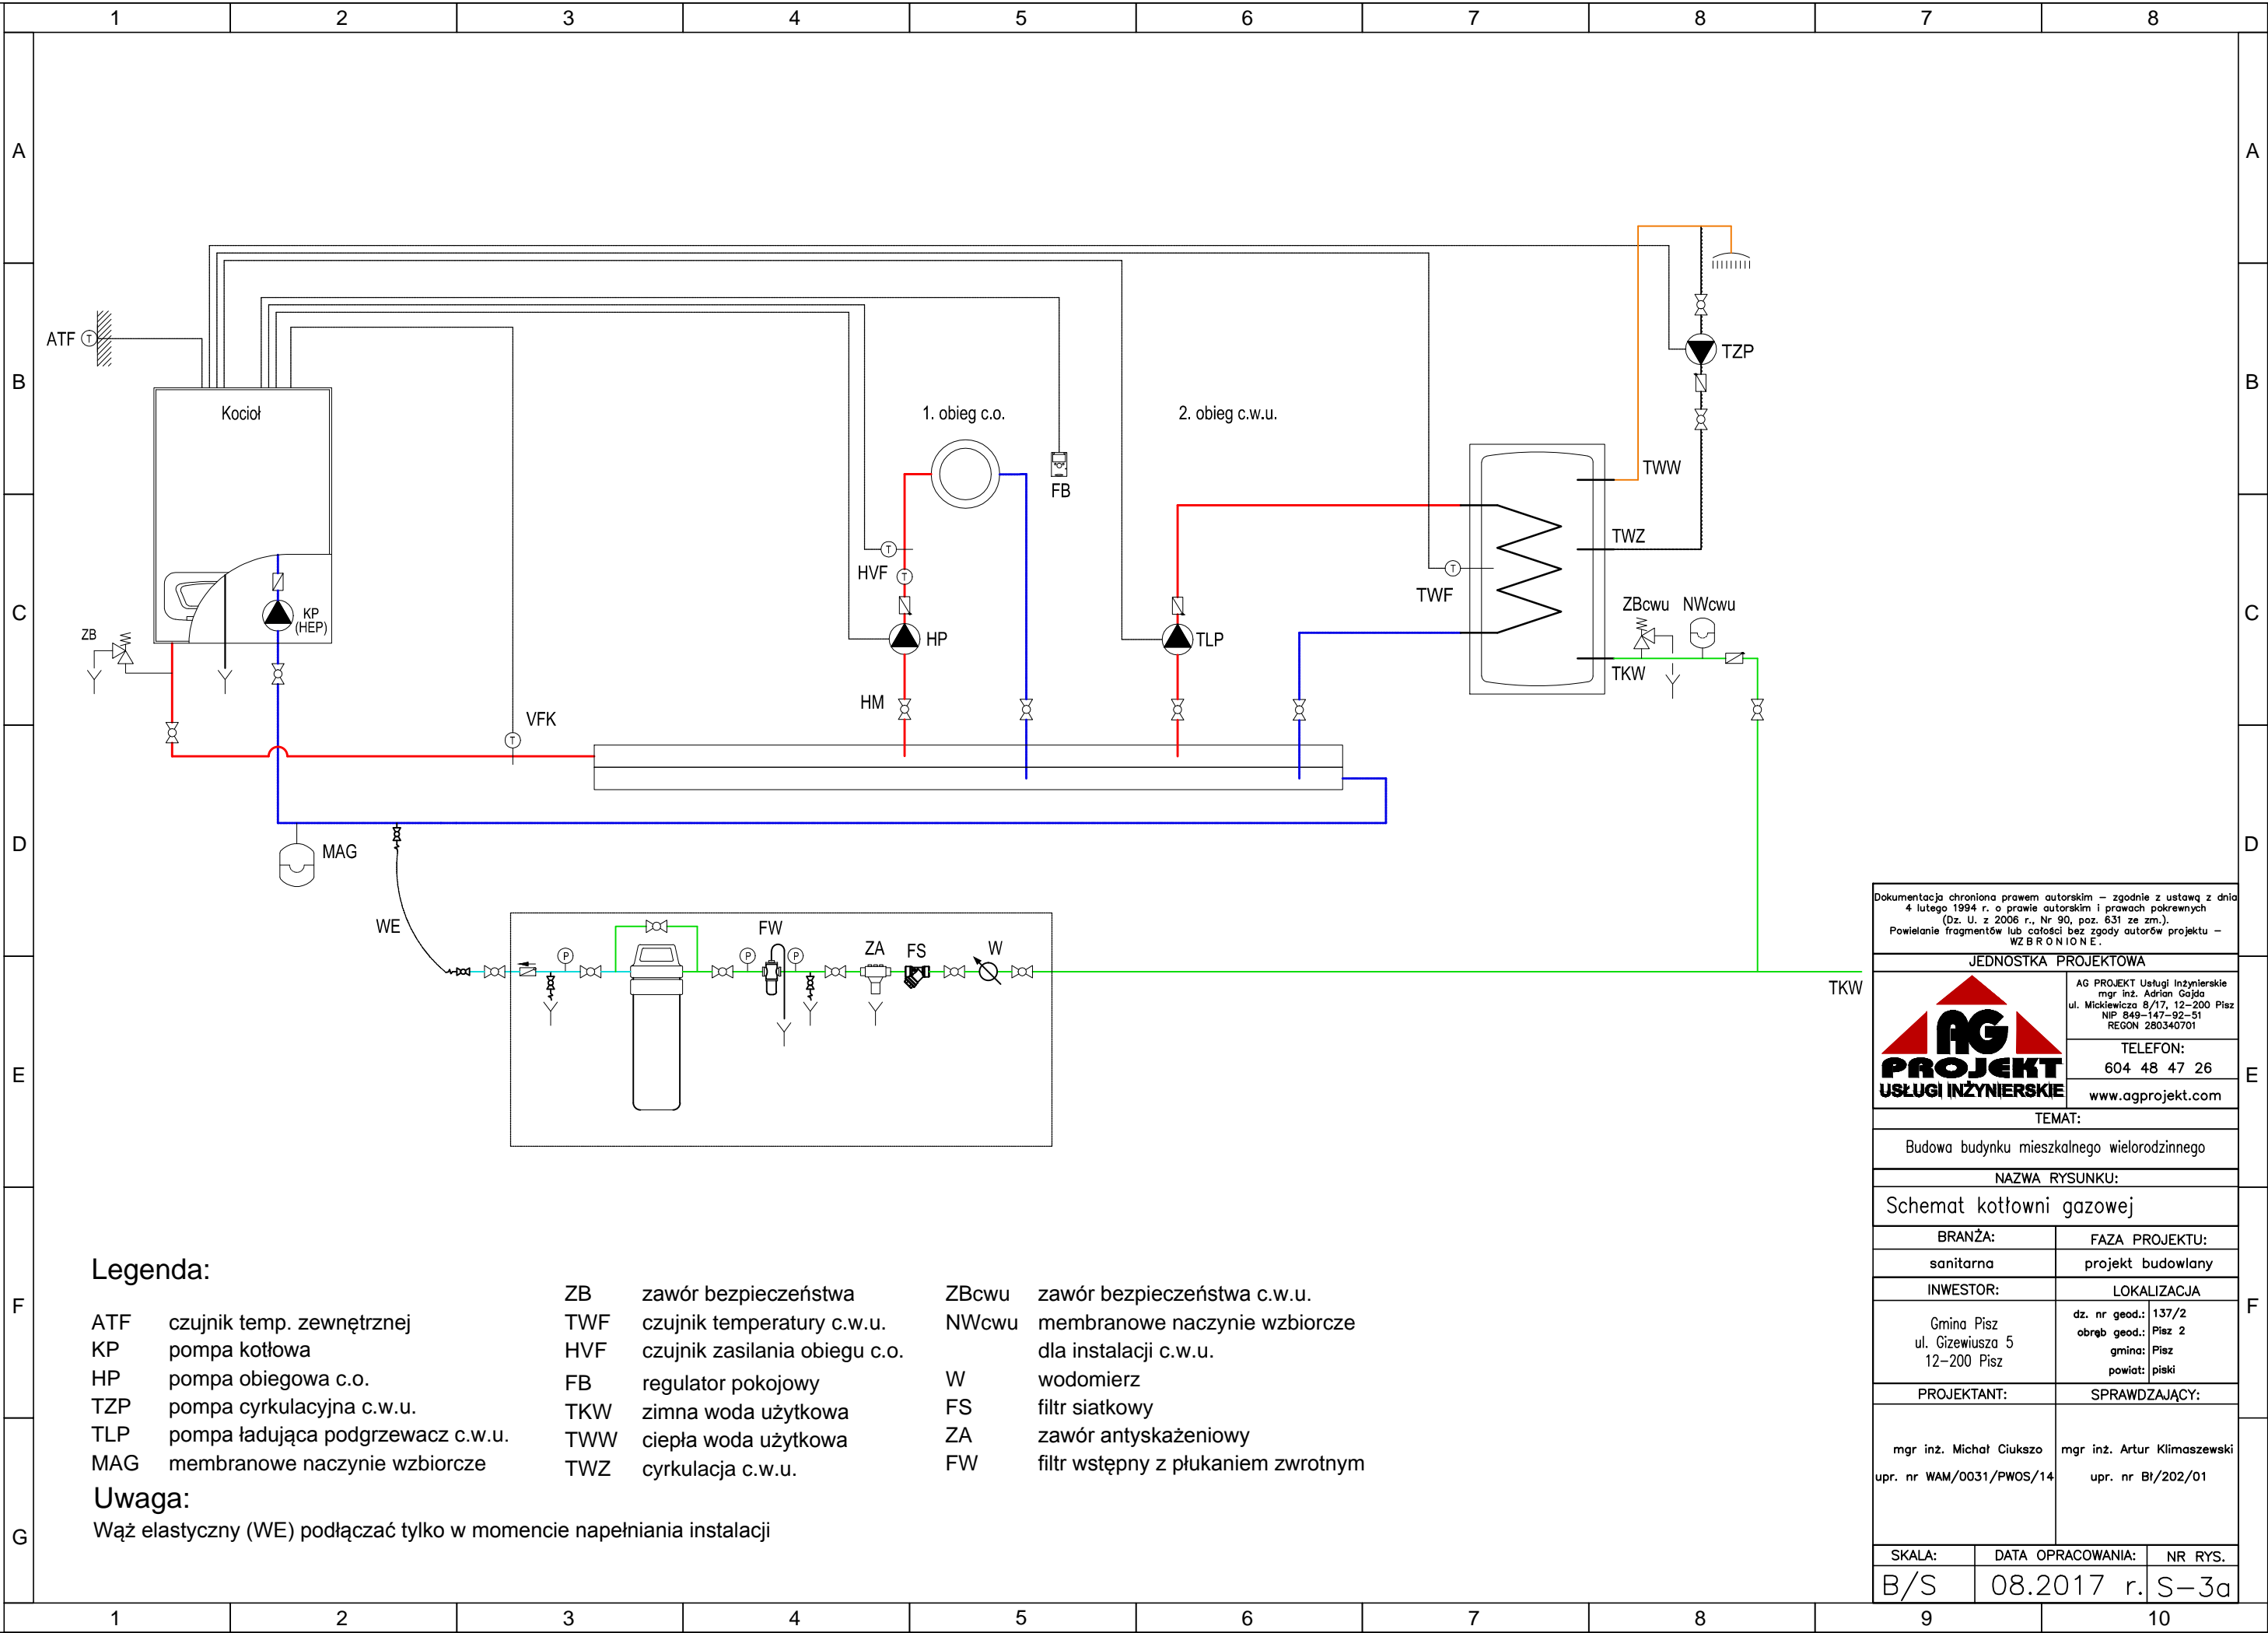 1 2 3 4 5 6 7 8 7 8
A A
B B
C C
D D
E E
F F
G
ATF T
Kocioł
KP
(HEP)
ZB
VFK
T
MAG
WE
1. obieg c.o.
2. obieg c.w.u.
FB
T
HVF T
HP
HM
TLP
T
TWF
TWW
TWZ
TKW
TZP
ZBcwu NWcwu
P
FW
P P
ZA FS W
TKW
Legenda:
ATF czujnik temp. zewnętrznej
KP pompa kotłowa
HP pompa obiegowa c.o.
TZP pompa cyrkulacyjna c.w.u.
TLP pompa ładująca podgrzewacz c.w.u.
MAG membranowe naczynie wzbiorcze
ZB zawór bezpieczeństwa
TWF czujnik temperatury c.w.u.
HVF czujnik zasilania obiegu c.o.
FB regulator pokojowy
TKW zimna woda użytkowa
TWW ciepła woda użytkowa
TWZ cyrkulacja c.w.u.
ZBcwu zawór bezpieczeństwa c.w.u.
NWcwu membranowe naczynie wzbiorcze
dla instalacji c.w.u.
W wodomierz
FS filtr siatkowy
ZA zawór antyskażeniowy
FW filtr wstępny z płukaniem zwrotnym
Uwaga:
Wąż elastyczny (WE) podłączać tylko w momencie napełniania instalacji
Dokumentacja chroniona prawem autorskim – zgodnie z ustawą z dnia
4 lutego 1994 r. o prawie autorskim i prawach pokrewnych
(Dz. U. z 2006 r., Nr 90, poz. 631 ze zm.).
Powielanie fragmentów lub całości bez zgody autorów projektu –
WZBRONIONE.
JEDNOSTKA PROJEKTOWA
AG
PROJEKT
USŁUGI INŻYNIERSKIE
AG PROJEKT Usługi Inżynierskie
mgr inż. Adrian Gajda
ul. Mickiewicza 8/17, 12–200 Pisz
NIP 849–147–92–51
REGON 280340701
TELEFON:
604 48 47 26
www.agprojekt.com
TEMAT:
Budowa budynku mieszkalnego wielorodzinnego
NAZWA RYSUNKU:
Schemat kotłowni gazowej
BRANŻA: FAZA PROJEKTU:
sanitarna projekt budowlany
INWESTOR: LOKALIZACJA
Gmina Pisz
ul. Gizewiusza 5
12–200 Pisz
dz. nr geod.: 137/2
obręb geod.: Pisz 2
gmina: Pisz
powiat: piski
PROJEKTANT: SPRAWDZAJĄCY:
mgr inż. Michał Ciukszo mgr inż. Artur Klimaszewski
upr. nr WAM/0031/PWOS/14 upr. nr Bł/202/01
SKALA: DATA OPRACOWANIA: NR RYS.
B/S 08.2017 r. S–3a
1 2 3 4 5 6 7 8 9 10